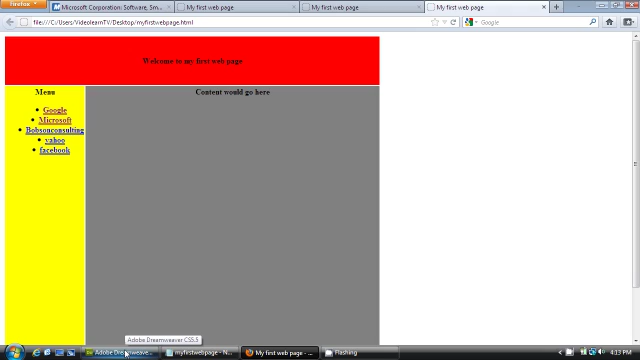 firefox
Microsoft Corporation: Software, Sm...
My first web page
My first web page
My first web page
file:///C:/Users/VideolearnTV/Desktop/myfirstwebpage.html
Google
Welcome to my first web page
Menu
Content would go here
Google
Microsoft
Bobsonconsulting
yahoo
facebook
Adobe Dreamweaver CS5.5
Adobe Dreamweave...
myfirstwebpage - N...
My first web page - ...
Flashing
4:13 PM